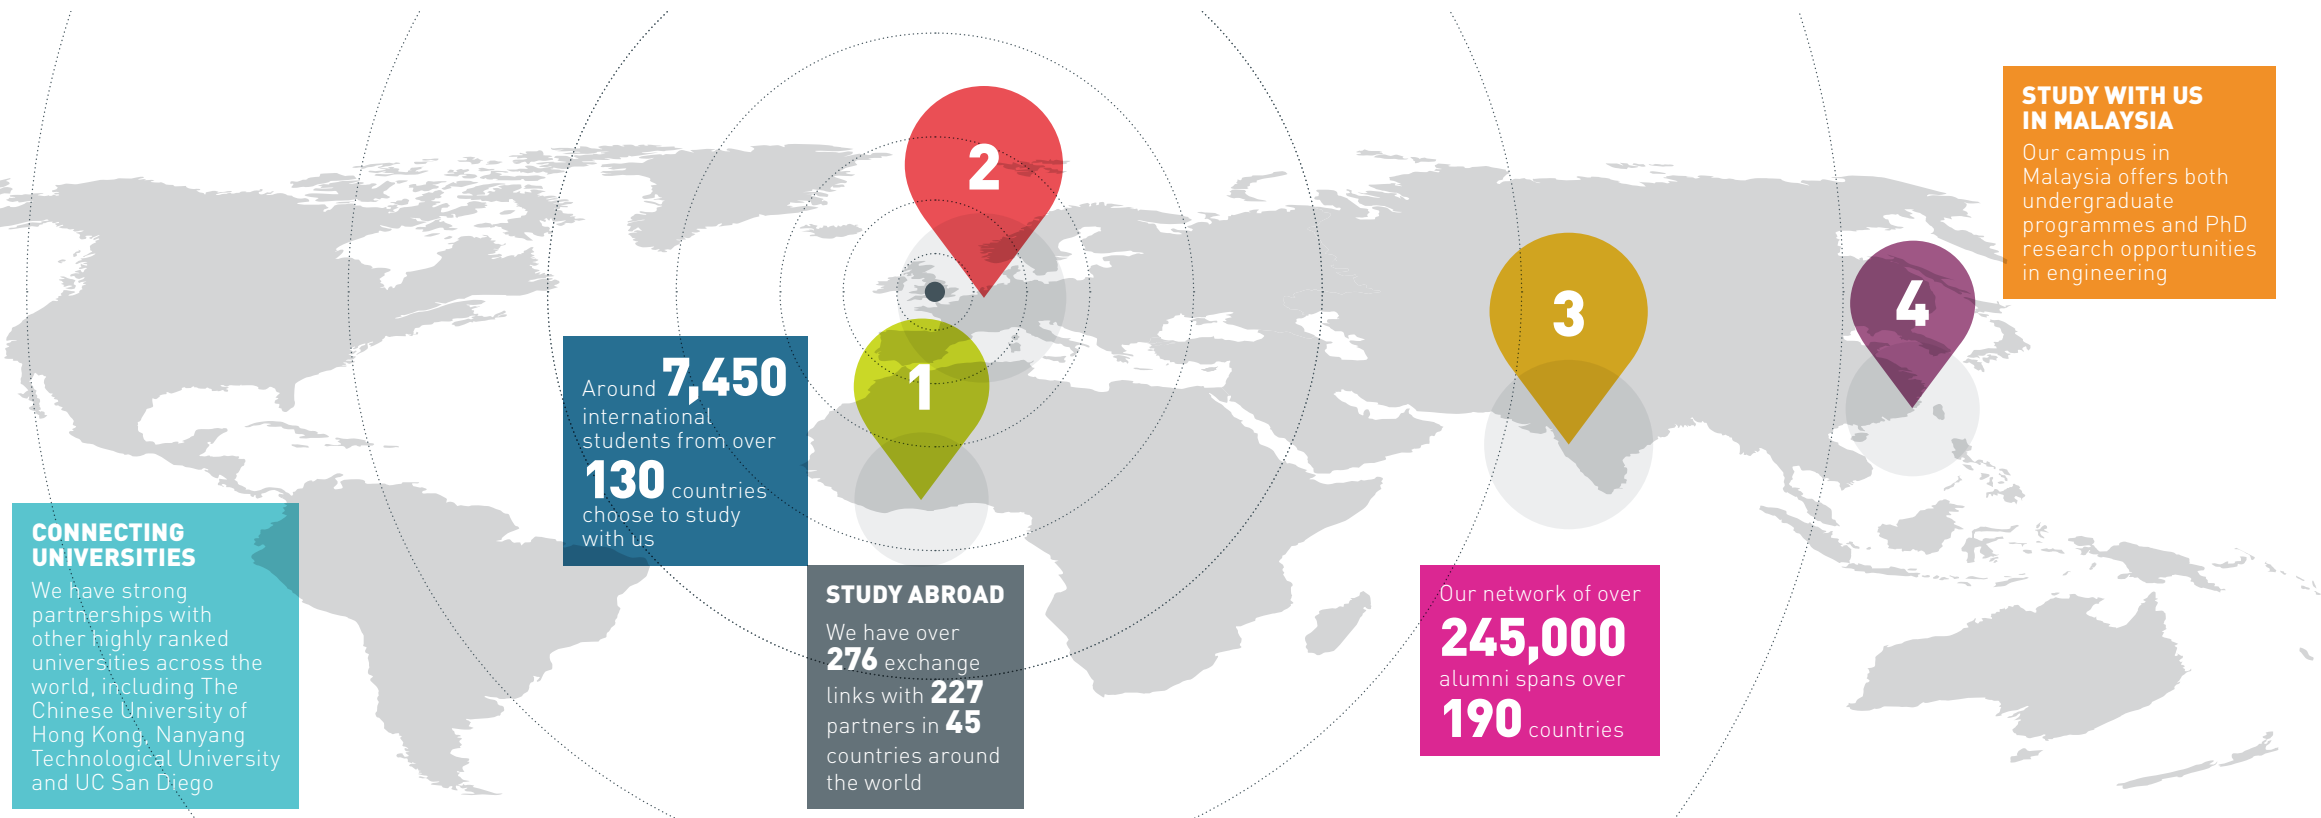 2
STUDY WITH US
IN MALAYSIA
Our campus in
Malaysia offers both
undergraduate
programmes and PhD
research opportunities
in engineering
3
4
1
Around 7,450
international
students from over
130 countries
choose to study
with us
CONNECTING
UNIVERSITIES
We have strong
partnerships with
other highly ranked
universities across the
world, including The
Chinese University of
Hong Kong, Nanyang
Technological University
and UC San Diego
STUDY ABROAD
We have over
276 exchange
links with 227
partners in 45
countries around
the world
Our network of over
245,000
alumni spans over
190 countries